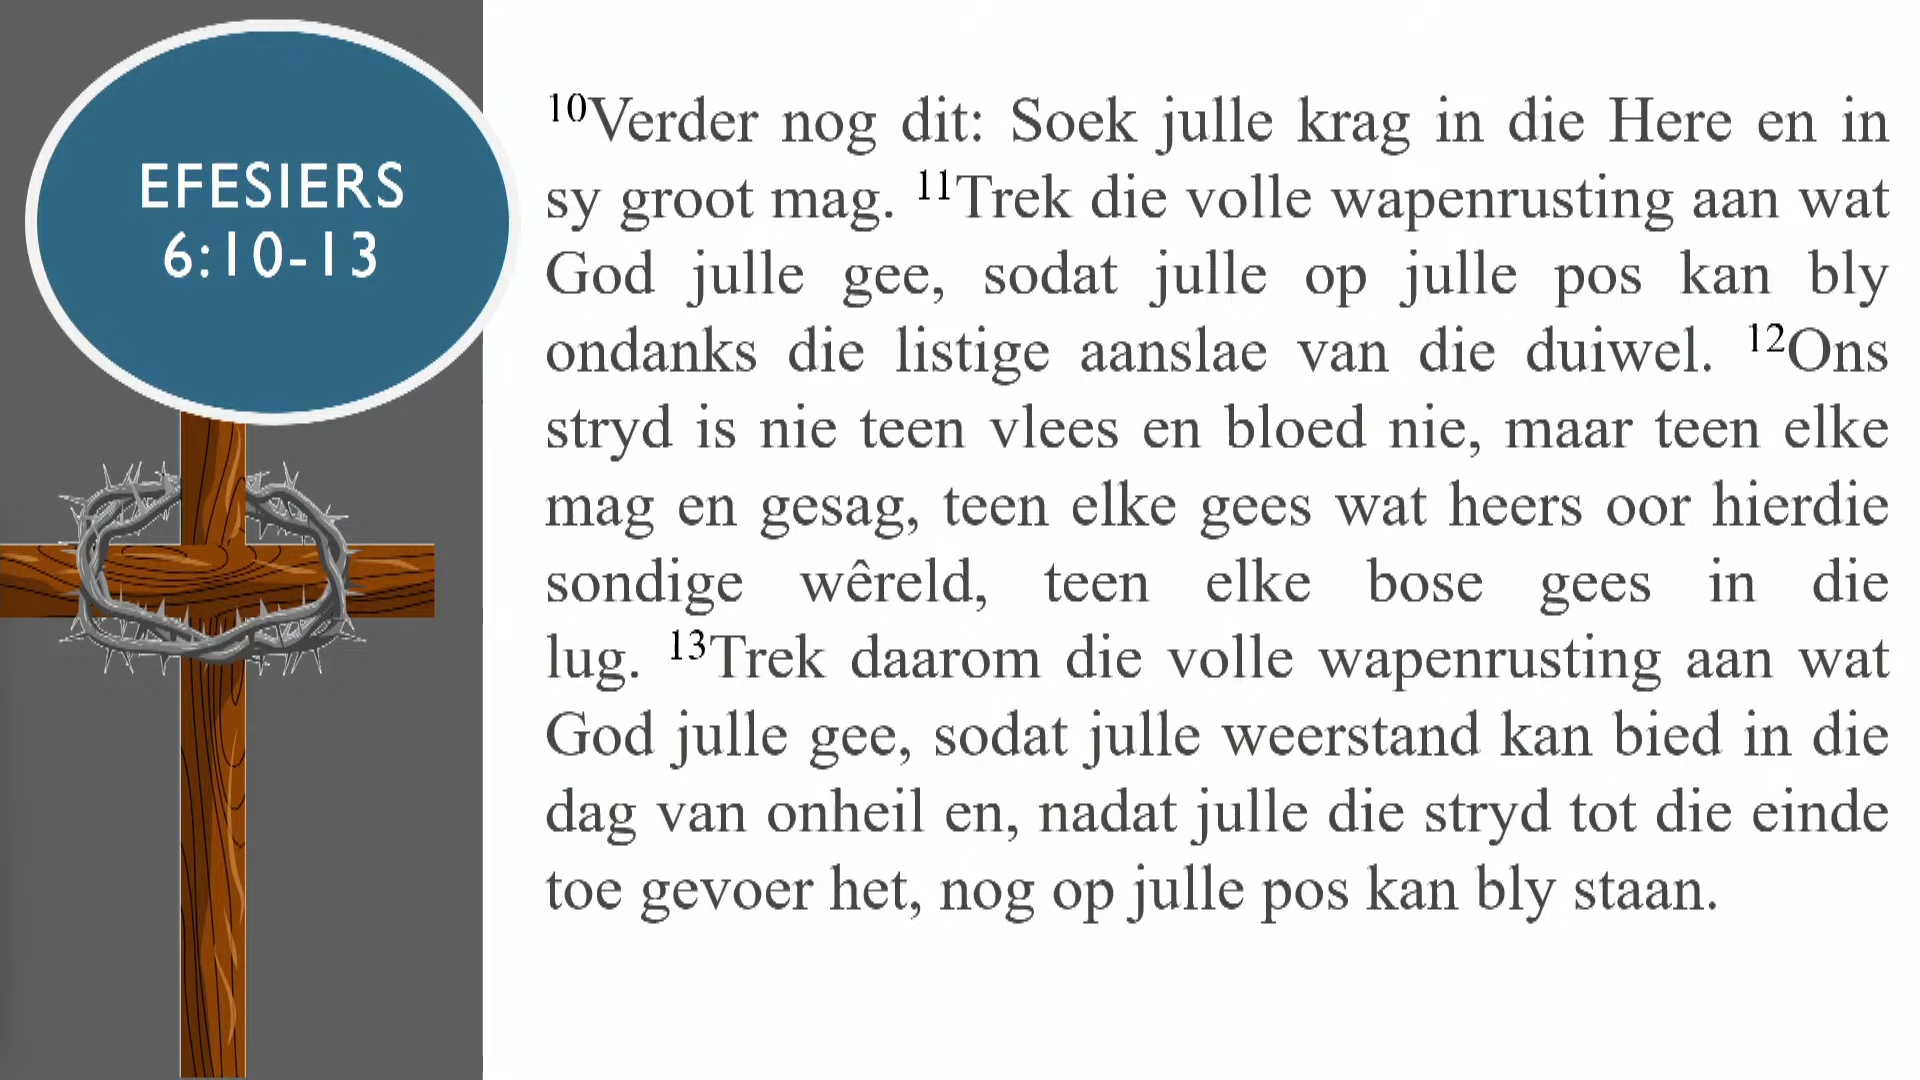 EFESIERS
6:10-13
¹⁰Verder nog dit: Soek julle krag in die Here en in
sy groot mag. ¹¹Trek die volle wapenrusting aan wat
God julle gee, sodat julle op julle pos kan bly
ondanks die listige aanslae van die duiwel. ¹²Ons
stryd is nie teen vlees en bloed nie, maar teen elke
mag en gesag, teen elke gees wat heers oor hierdie
sondige wêreld, teen elke bose gees in die
lug. ¹³Trek daarom die volle wapenrusting aan wat
God julle gee, sodat julle weerstand kan bied in die
dag van onheil en, nadat julle die stryd tot die einde
toe gevoer het, nog op julle pos kan bly staan.